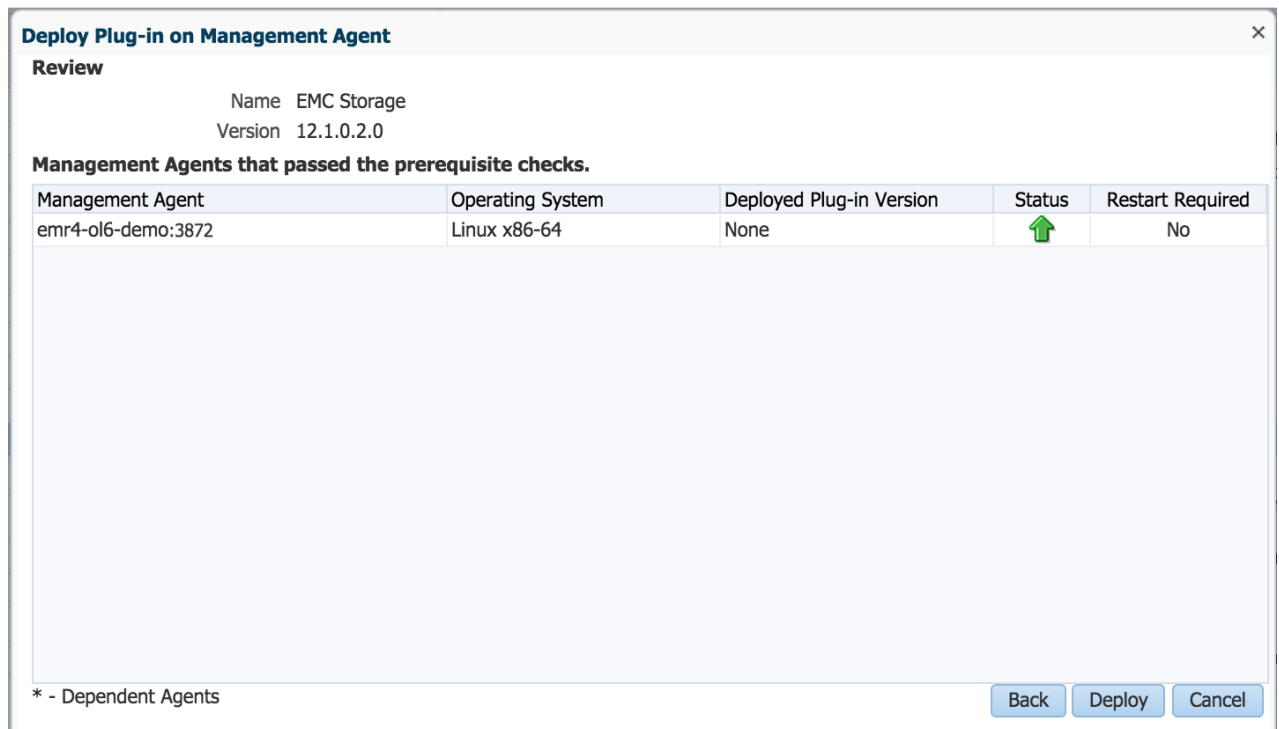 Deploy Plug-in on Management Agent
Review
Name EMC Storage
Version 12.1.0.2.0
Management Agents that passed the prerequisite checks.
Management Agent Operating System Deployed Plug-in Version Status Restart Required
emr4-ol6-demo:3872 Linux x86-64 None No
* - Dependent Agents Back Deploy Cancel